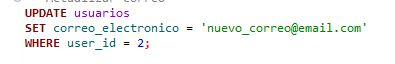 UPDATE usuarios
SET correo_electronico = 'nuevo_correo@email.com'
WHERE user_id = 2;